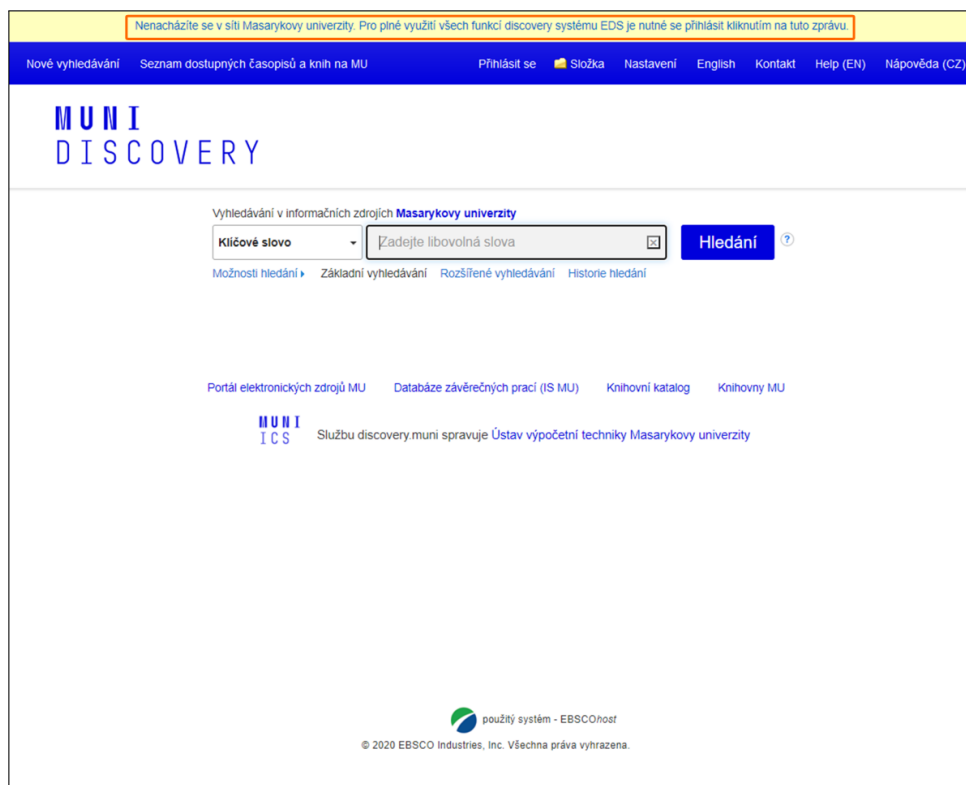 Nenacházíte se v síti Masarykovy univerzity. Pro plné využití všech funkcí discovery systému EDS je nutné se přihlásit kliknutím na tuto zprávu.
Nové vyhledávání Seznam dostupných časopisů a knih na MU Přihlásit se Složka Nastavení English Kontakt Help (EN) Nápověda (CZ)
MUNI
DISCOVERY
Vyhledávání v informačních zdrojích Masarykovy univerzity
Klíčové slovo Zadejte libovolná slova Hledání ?
Možnosti hledání Základní vyhledávání Rozšířené vyhledávání Historie hledání
Portál elektronických zdrojů MU Databáze závěrečných prací (IS MU) Knihovní katalog Knihovny MU
MUNI
ICS
Službu discovery.muni spravuje Ústav výpočetní techniky Masarykovy univerzity
použitý systém - EBSCOhost
© 2020 EBSCO Industries, Inc. Všechna práva vyhrazena.